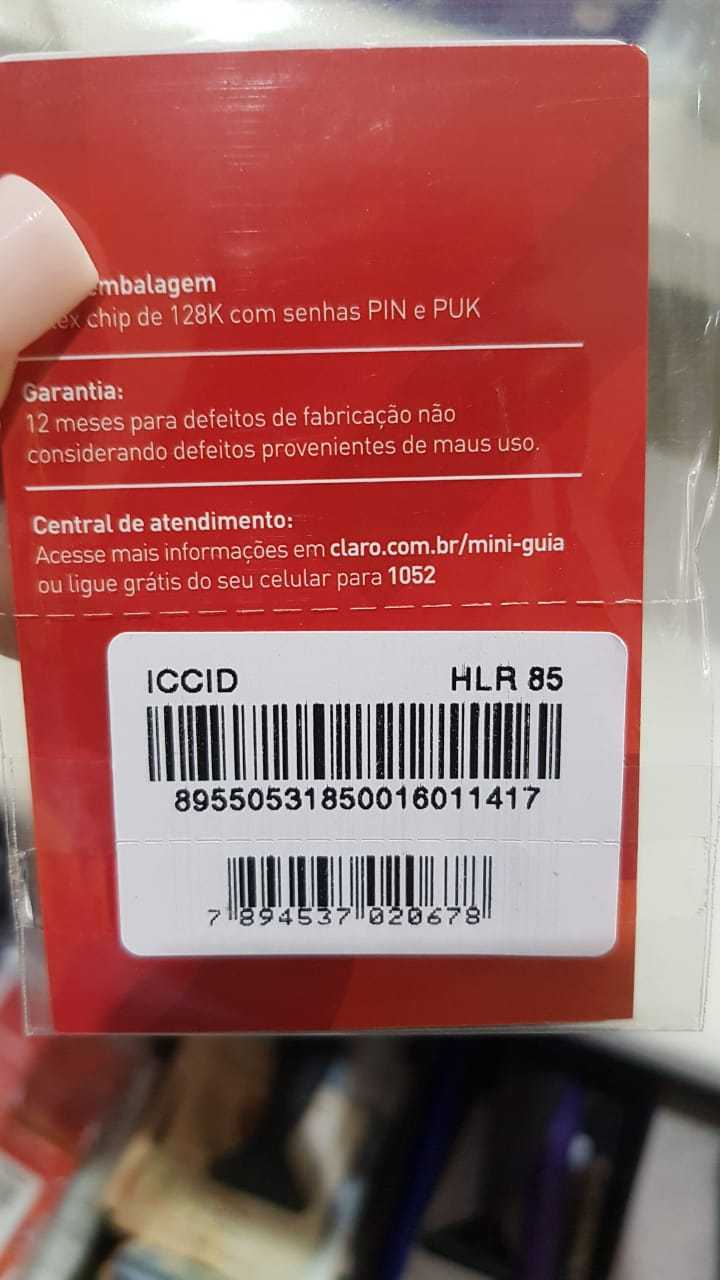 mbalagem
chip de 128K com senhas PIN e PUK
Garantia:
12 meses para defeitos de fabricação não
considerando defeitos provenientes de maus uso.
Central de atendimento:
Acesse mais informações em claro.com.br/mini-guia
ou ligue grátis do seu celular para 1052
ICCID HLR 85
89550531850016011417
7 894537 020678